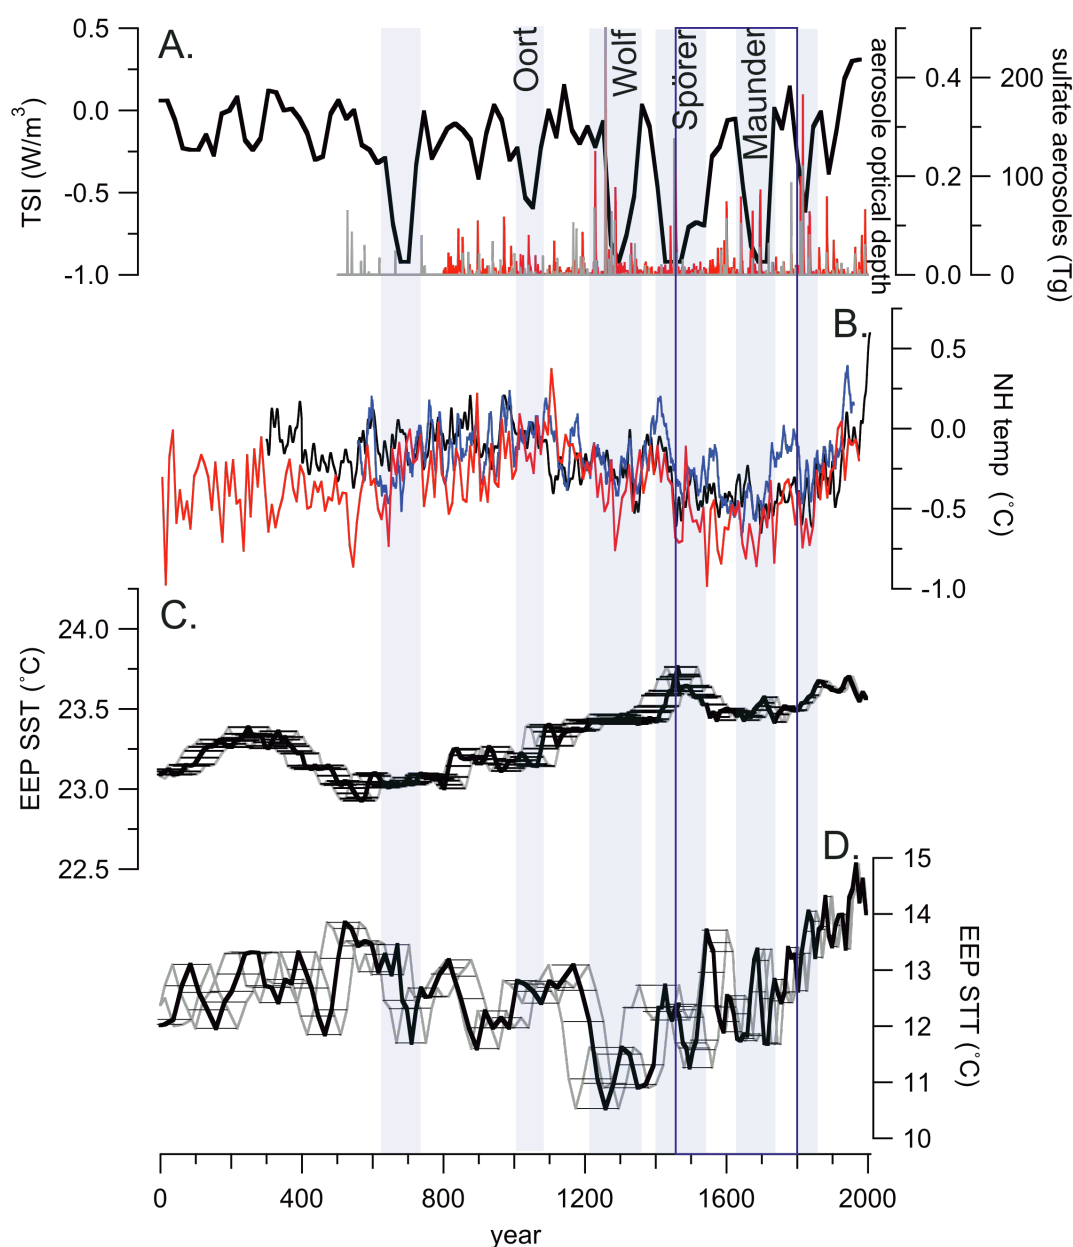 A.
0.5
0.0
-0.5
-1.0
TSI (W/m³)
Oort
Wolf
Spörer
Maunder
aerosole optical depth
0.4
0.2
0.0
200
100
0
sulfate aerosoles (Tg)
B.
0.5
0.0
-0.5
-1.0
NH temp (°C)
C.
24.0
23.5
23.0
22.5
EEP SST (°C)
D.
15
14
13
12
11
10
EEP STT (°C)
0 400 800 1200 1600 2000
year